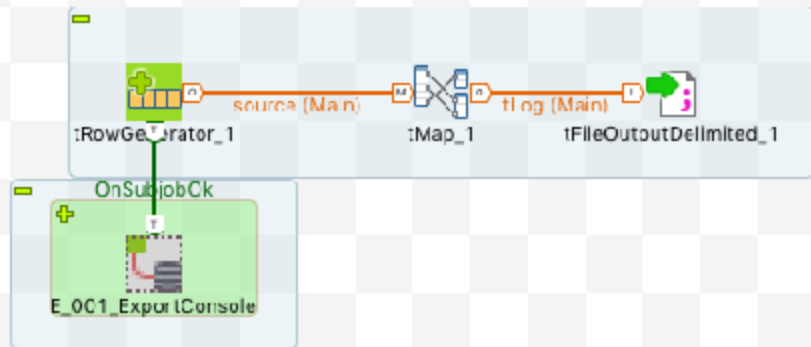 source (Main)
tLog (Main)
tRowGenerator_1
tMap_1
tFileOutputDelimited_1
OnSubjobOk
E_001_ExportConsole